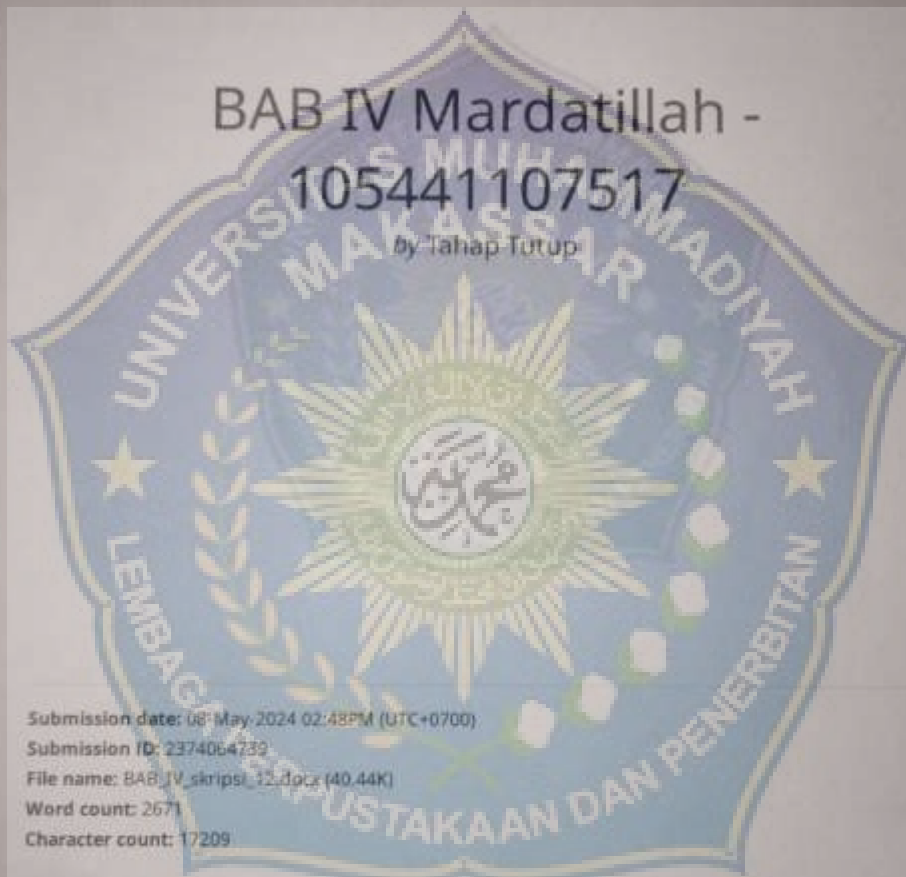 BAB IV Mardatillah -
105441107517
by Tahap Tutup
UNIVERSITAS MUHAMMADIYAH
MAKASSAR
LEMBAGA PERPUSTAKAAN DAN PENERBITAN
Submission date: 08-May-2024 02:48PM (UTC+0700)
Submission ID: 2374064739
File name: BAB_IV_skripsi_12.docx (40.44K)
Word count: 2671
Character count: 17209